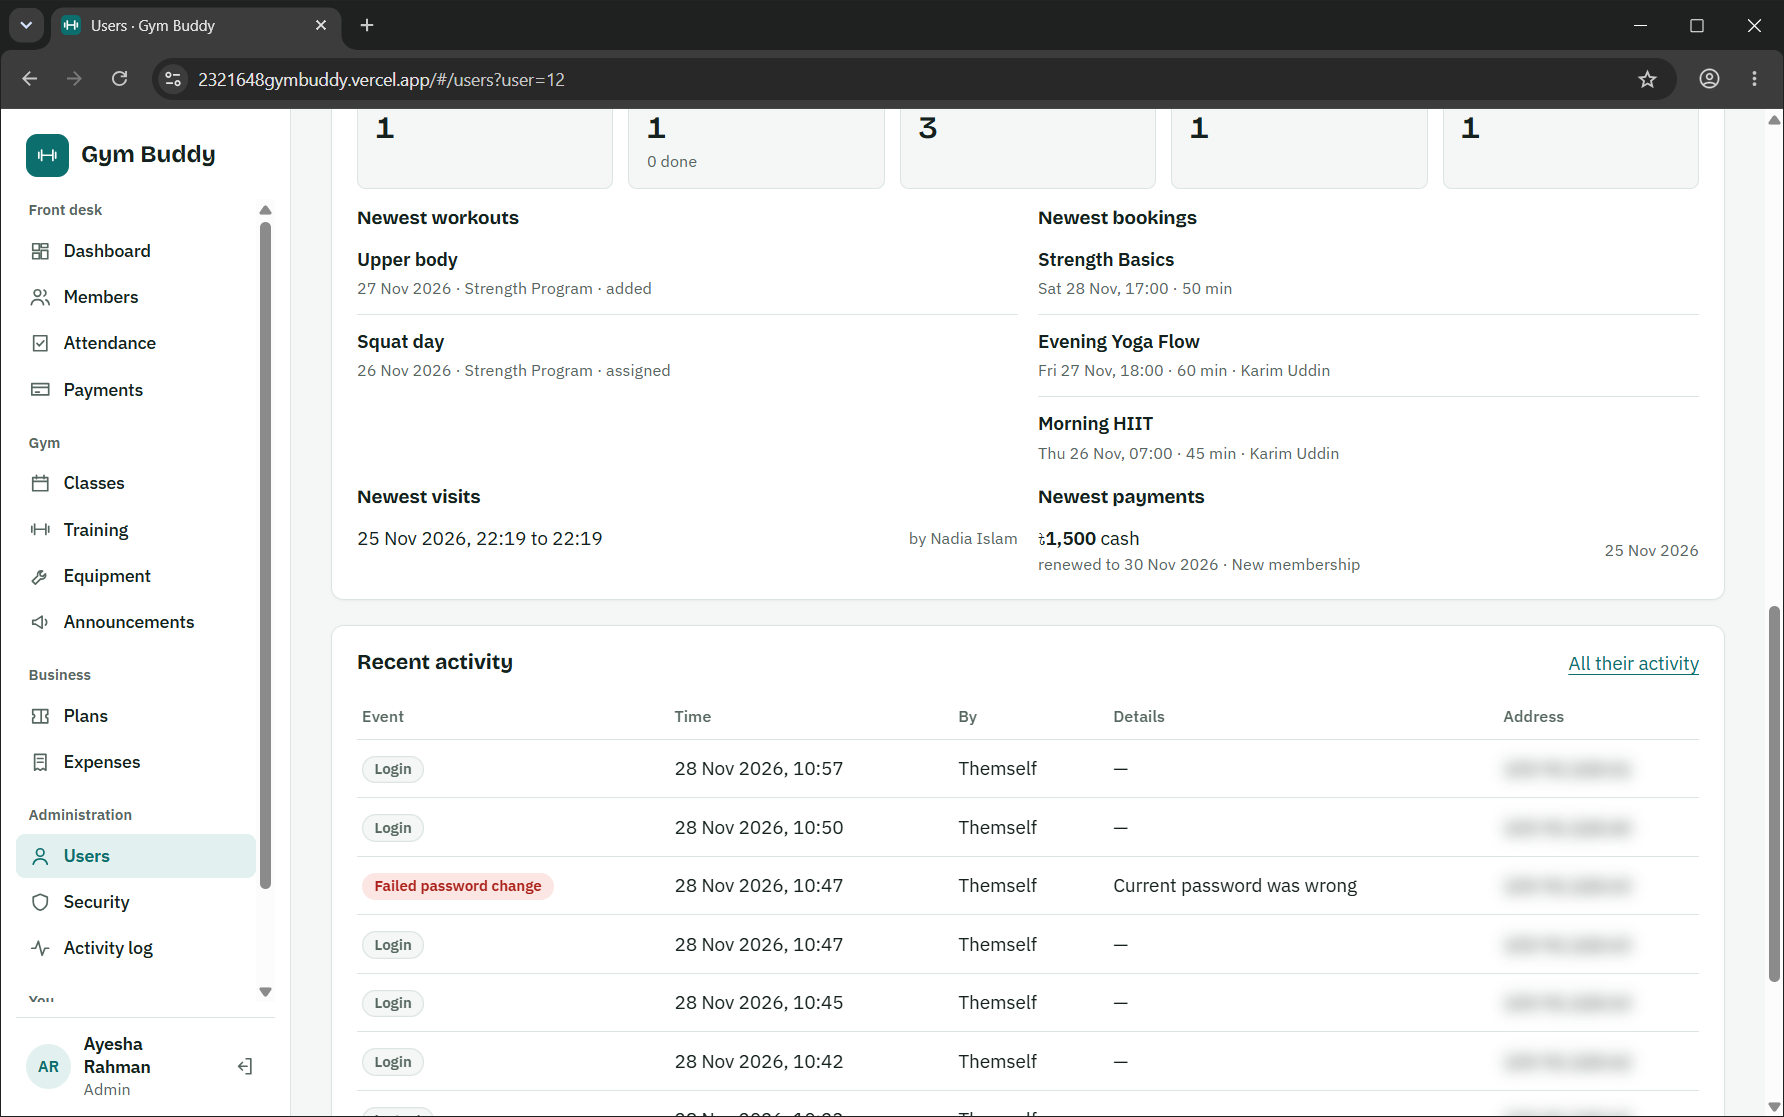 Users · Gym Buddy
2321648gymbuddy.vercel.app/#/users?user=12
Gym Buddy
Front desk
Dashboard
Members
Attendance
Payments
Gym
Classes
Training
Equipment
Announcements
Business
Plans
Expenses
Administration
Users
Security
Activity log
You
AR
Ayesha
Rahman
Admin
1
1
0 done
3
1
1
Newest workouts
Upper body
27 Nov 2026 · Strength Program · added
Squat day
26 Nov 2026 · Strength Program · assigned
Newest bookings
Strength Basics
Sat 28 Nov, 17:00 · 50 min
Evening Yoga Flow
Fri 27 Nov, 18:00 · 60 min · Karim Uddin
Morning HIIT
Thu 26 Nov, 07:00 · 45 min · Karim Uddin
Newest visits
25 Nov 2026, 22:19 to 22:19 by Nadia Islam
Newest payments
৳1,500 cash
renewed to 30 Nov 2026 · New membership
25 Nov 2026
Recent activity
All their activity
Event Time By Details Address
Login 28 Nov 2026, 10:57 Themself —
Login 28 Nov 2026, 10:50 Themself —
Failed password change 28 Nov 2026, 10:47 Themself Current password was wrong
Login 28 Nov 2026, 10:47 Themself —
Login 28 Nov 2026, 10:45 Themself —
Login 28 Nov 2026, 10:42 Themself —